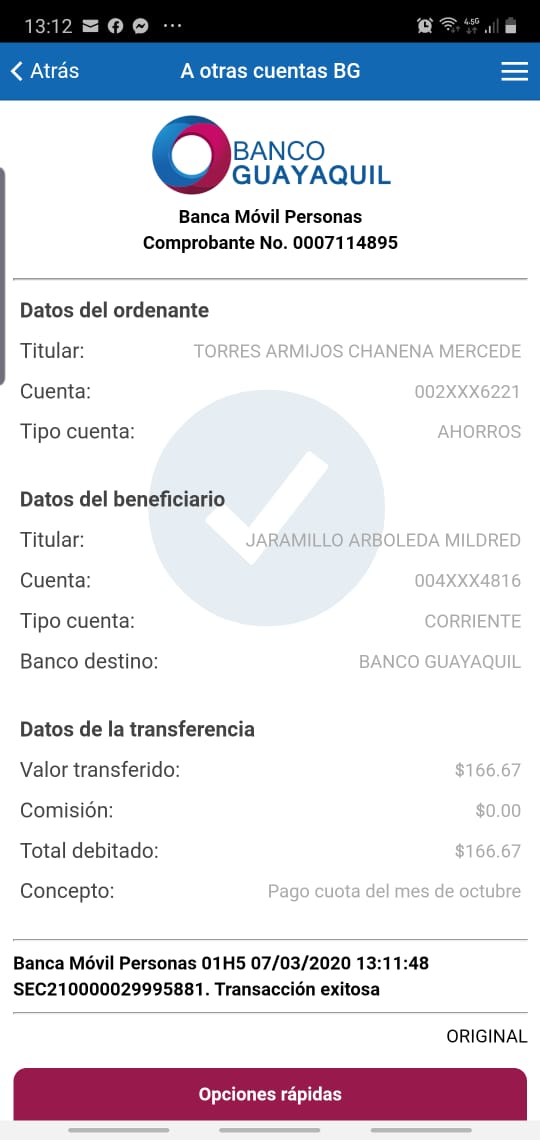 13:12
4.5G
Atrás
A otras cuentas BG
BANCO
GUAYAQUIL
Banca Móvil Personas
Comprobante No. 0007114895
Datos del ordenante
Titular: TORRES ARMIJOS CHANENA MERCEDE
Cuenta: 002XXX6221
Tipo cuenta: AHORROS
Datos del beneficiario
Titular: JARAMILLO ARBOLEDA MILDRED
Cuenta: 004XXX4816
Tipo cuenta: CORRIENTE
Banco destino: BANCO GUAYAQUIL
Datos de la transferencia
Valor transferido: $166.67
Comisión: $0.00
Total debitado: $166.67
Concepto: Pago cuota del mes de octubre
Banca Móvil Personas 01H5 07/03/2020 13:11:48
SEC210000029995881. Transacción exitosa
ORIGINAL
Opciones rápidas